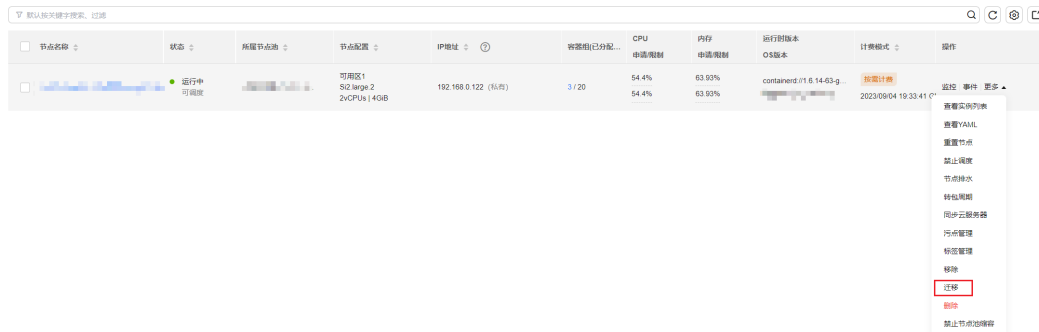 默认按关键字搜索、过滤
节点名称 状态 所属节点池 节点配置 IP地址 容器组(已分配... CPU 申请/限制 内存 申请/限制 运行时版本 OS版本 计费模式 操作
运行中
可调度
可用区1
Si2.large.2
2vCPUs | 4GiB
192.168.0.122 (私有)
3 / 20
54.4%
54.4%
63.93%
63.93%
containerd://1.6.14-63-g...
按需计费
2023/09/04 19:33:41
监控 事件 更多
查看实例列表
查看YAML
重置节点
禁止调度
节点排水
转包周期
同步云服务器
污点管理
标签管理
移除
迁移
删除
禁止节点池缩容